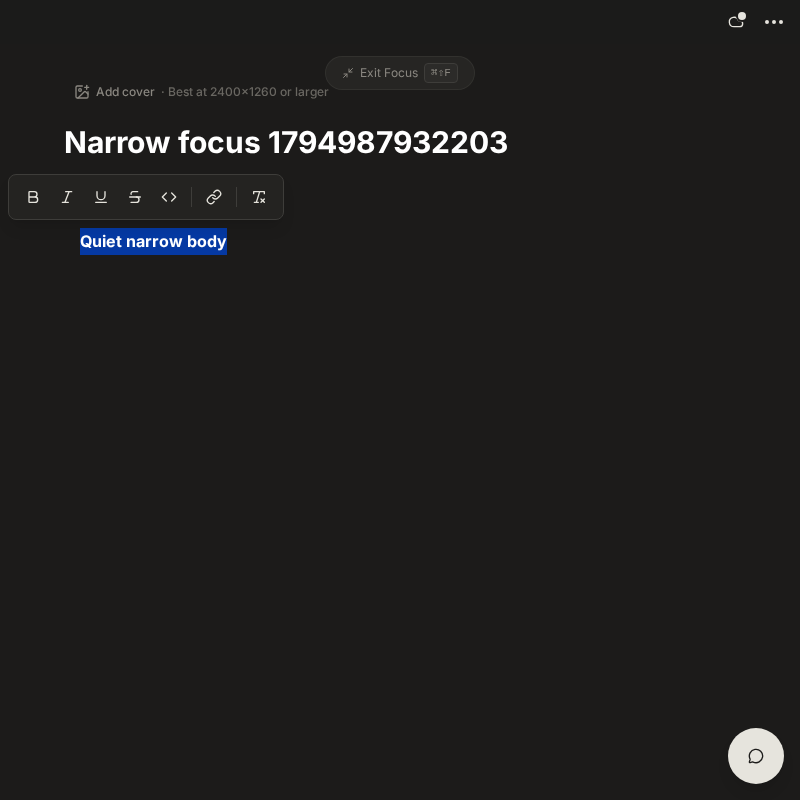 Exit Focus ⌘⇧F
Add cover · Best at 2400×1260 or larger
Narrow focus 1794987932203
Quiet narrow body